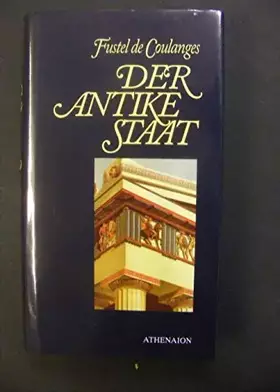 Fustel de Coulanges
DER
ANTIKE
STAAT
ATHENAION